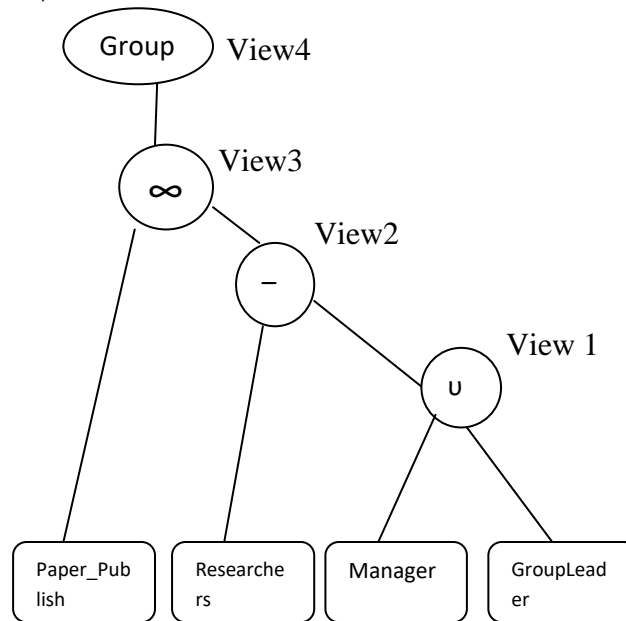 Group
View4
View3
∞
View2
–
View 1
∪
Paper_Pub
lish
Researche
rs
Manager
GroupLead
er